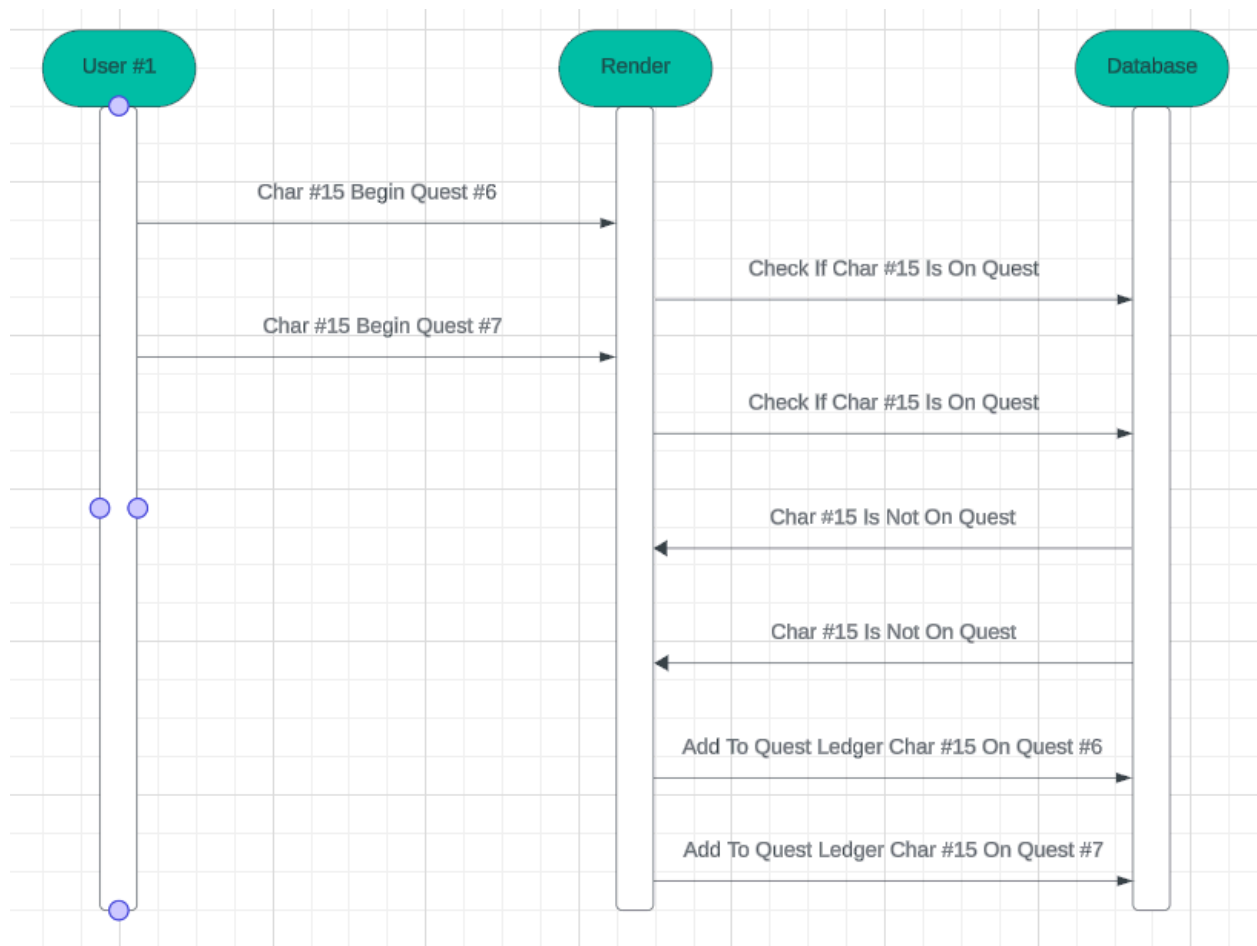 User #1
Render
Database
Char #15 Begin Quest #6
Check If Char #15 Is On Quest
Char #15 Begin Quest #7
Check If Char #15 Is On Quest
Char #15 Is Not On Quest
Char #15 Is Not On Quest
Add To Quest Ledger Char #15 On Quest #6
Add To Quest Ledger Char #15 On Quest #7